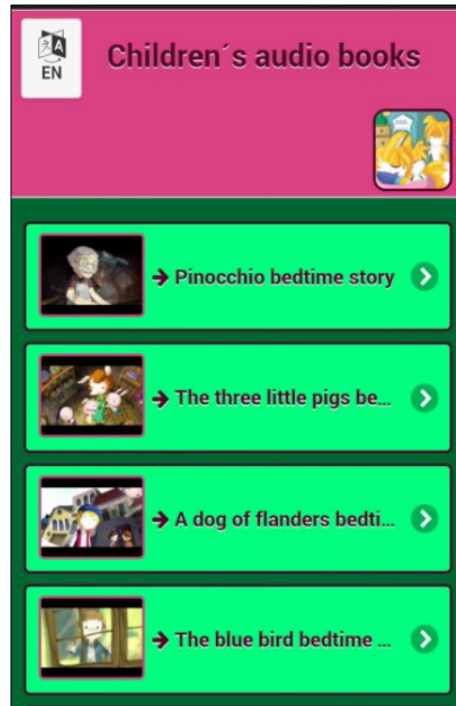 EN
Children´s audio books
→ Pinocchio bedtime story
→ The three little pigs be...
→ A dog of flanders bedti...
→ The blue bird bedtime ...